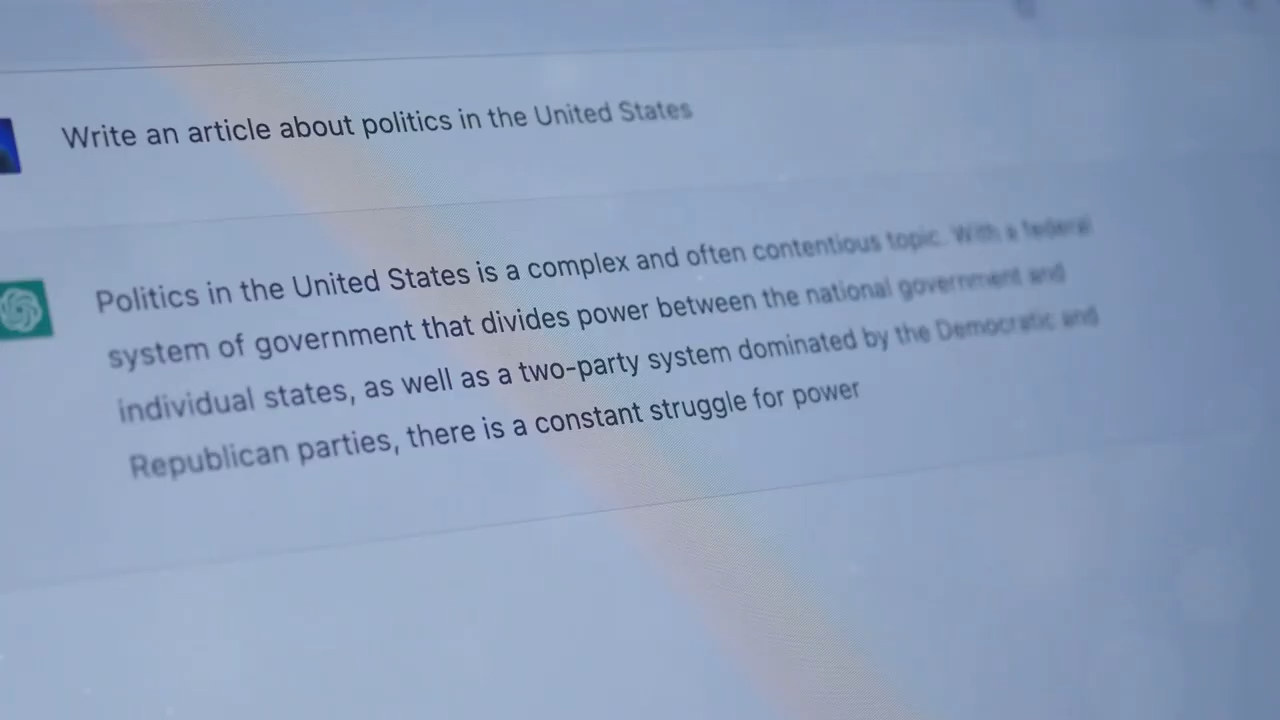 Write an article about politics in the United States
Politics in the United States is a complex and often contentious topic. With a federal
system of government that divides power between the national government and
individual states, as well as a two-party system dominated by the Democratic and
Republican parties, there is a constant struggle for power